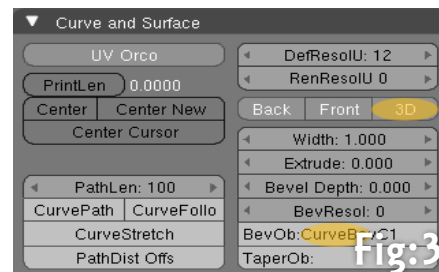 Curve and Surface
UV Orco
PrintLen 0.0000
Center Center New
Center Cursor
PathLen: 100
CurvePath CurveFollo
CurveStretch
PathDist Offs
DefResolU: 12
RenResolU 0
Back Front 3D
Width: 1.000
Extrude: 0.000
Bevel Depth: 0.000
BevResol: 0
BevOb:CurveBevC1
TaperOb:
Fig:3